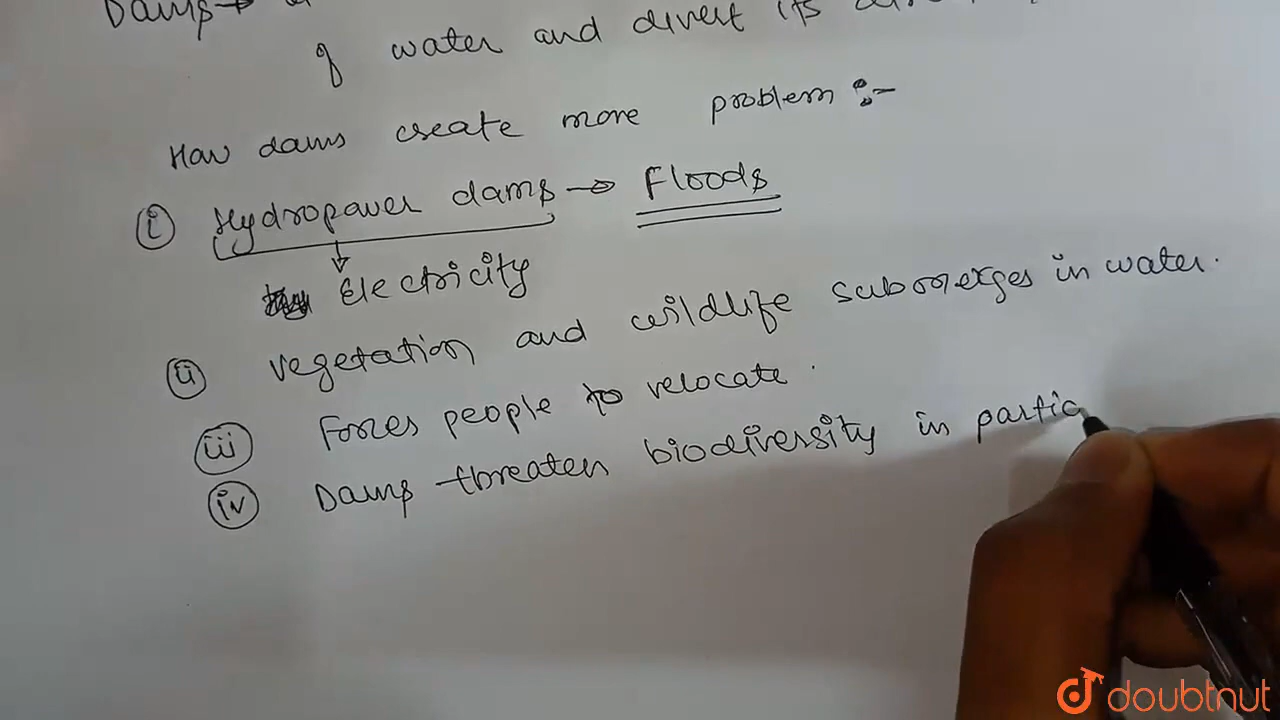 Dams →
of water and divert its
How dams create more problem :-
(i) Hydropower dams → Floods
Electricity
(ii) vegetation and wildlife submerges in water.
(iii) Forces people to relocate.
(iv) Dams threaten biodiversity in partic
doubtnut